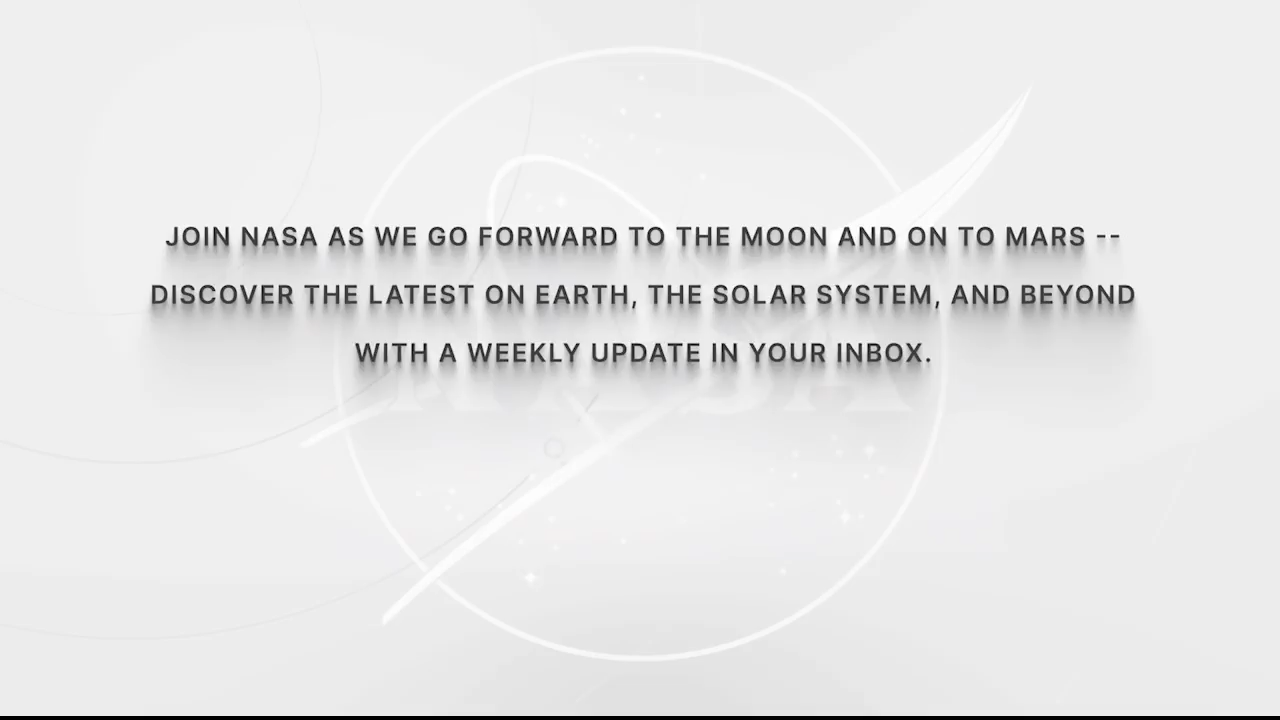 JOIN NASA AS WE GO FORWARD TO THE MOON AND ON TO MARS --
DISCOVER THE LATEST ON EARTH, THE SOLAR SYSTEM, AND BEYOND
WITH A WEEKLY UPDATE IN YOUR INBOX.
NASA